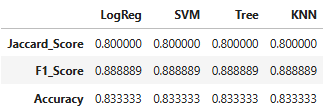 LogReg SVM Tree KNN
Jaccard_Score 0.800000 0.800000 0.800000 0.800000
F1_Score 0.888889 0.888889 0.888889 0.888889
Accuracy 0.833333 0.833333 0.833333 0.833333